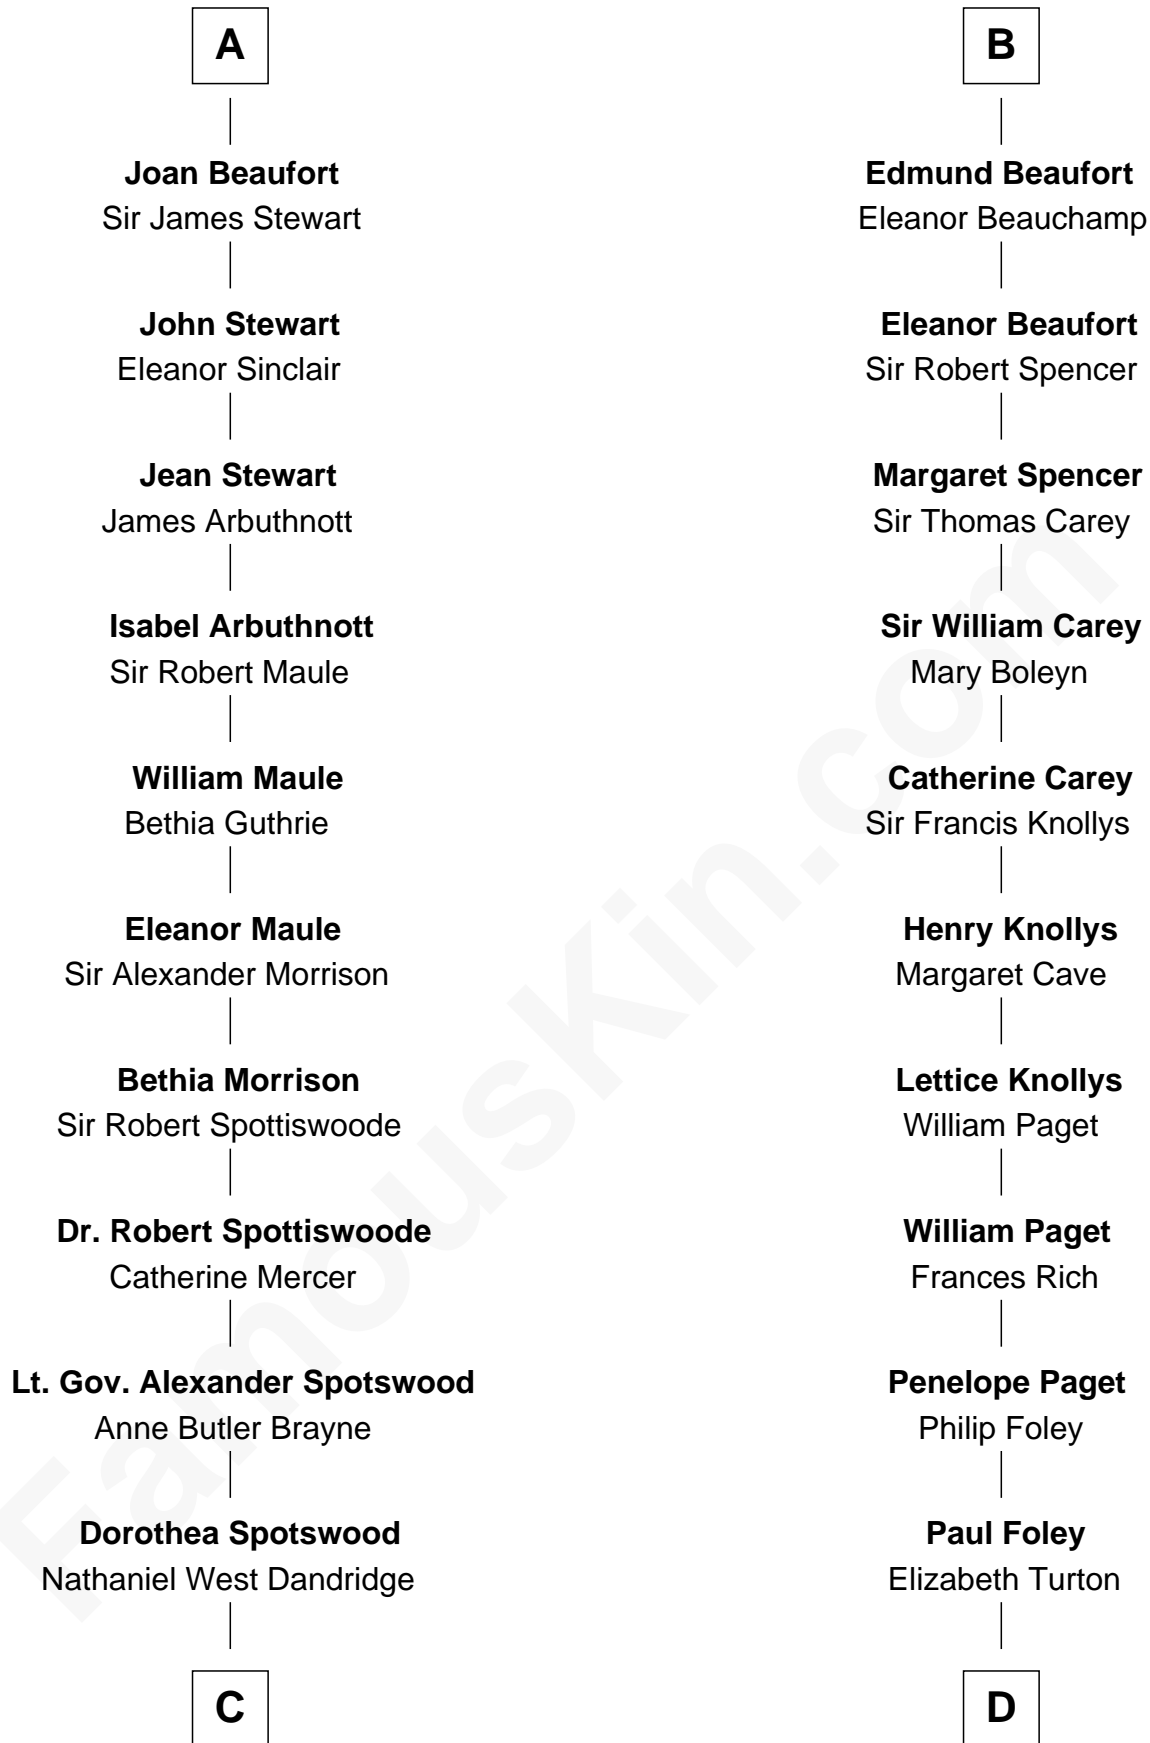 A
Joan Beaufort
Sir James Stewart
John Stewart
Eleanor Sinclair
Jean Stewart
James Arbuthnott
Isabel Arbuthnott
Sir Robert Maule
William Maule
Bethia Guthrie
Eleanor Maule
Sir Alexander Morrison
Bethia Morrison
Sir Robert Spottiswoode
Dr. Robert Spottiswoode
Catherine Mercer
Lt. Gov. Alexander Spotswood
Anne Butler Brayne
Dorothea Spotswood
Nathaniel West Dandridge
C
B
Edmund Beaufort
Eleanor Beauchamp
Eleanor Beaufort
Sir Robert Spencer
Margaret Spencer
Sir Thomas Carey
Sir William Carey
Mary Boleyn
Catherine Carey
Sir Francis Knollys
Henry Knollys
Margaret Cave
Lettice Knollys
William Paget
William Paget
Frances Rich
Penelope Paget
Philip Foley
Paul Foley
Elizabeth Turton
D
FamousKin.com